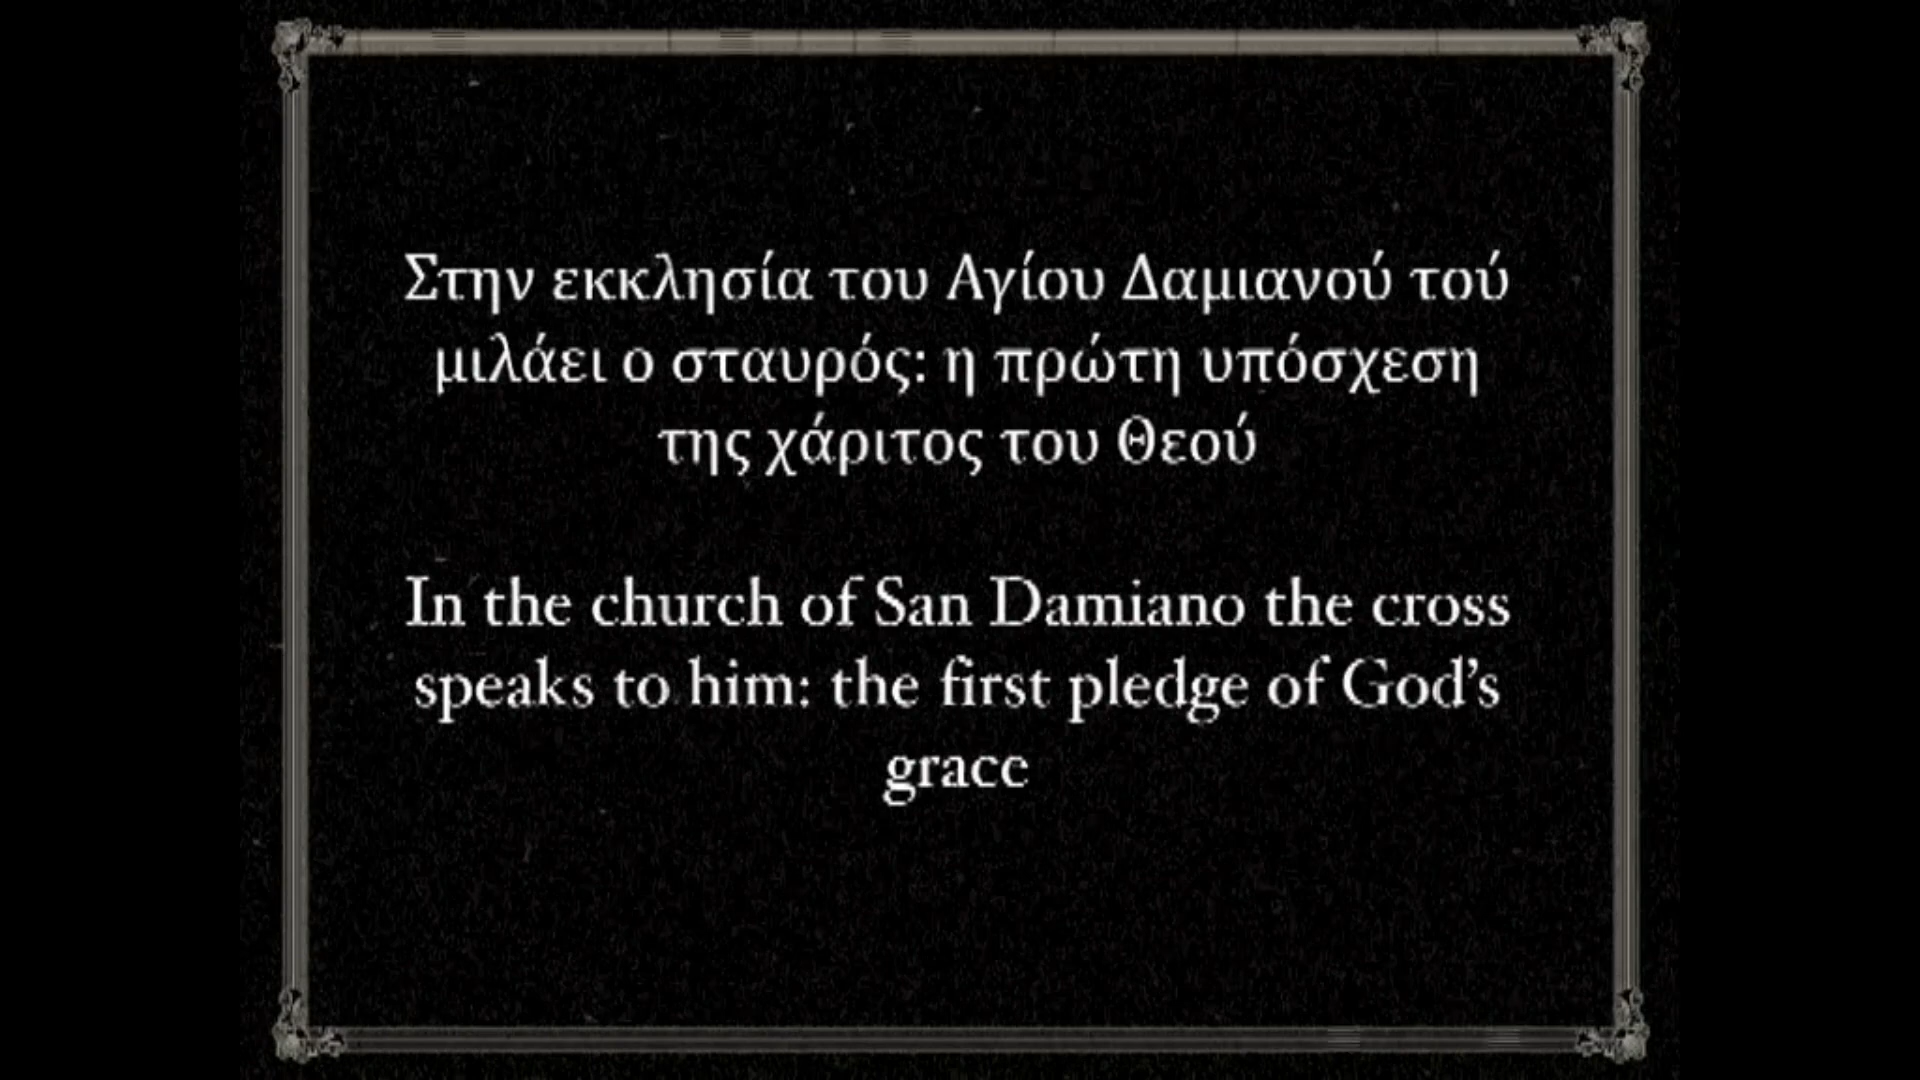 Στην εκκλησία του Αγίου Δαμιανού τού
μιλάει ο σταυρός: η πρώτη υπόσχεση
της χάριτος του Θεού
In the church of San Damiano the cross
speaks to him: the first pledge of God’s
grace